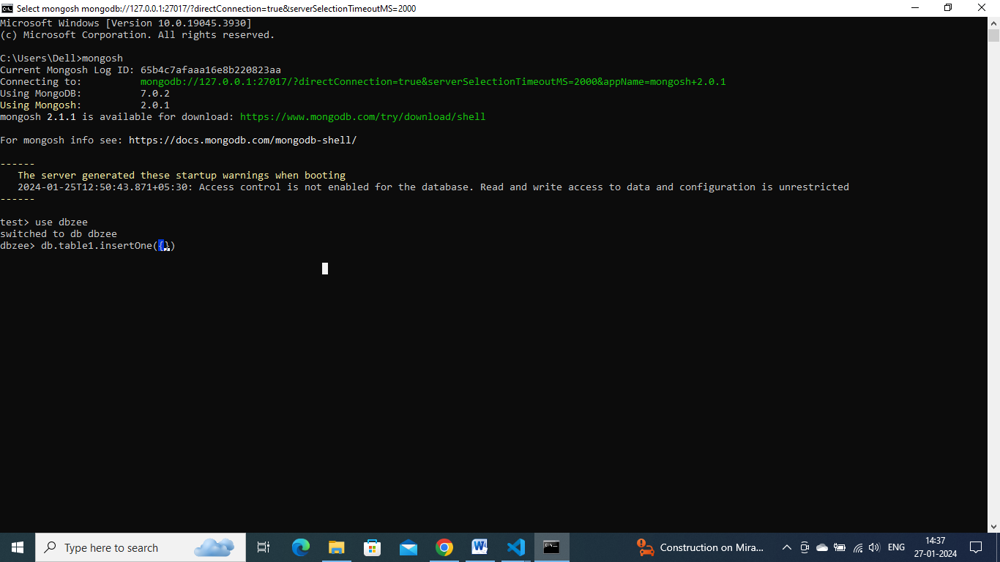 Select mongosh mongodb://127.0.0.1:27017/?directConnection=true&serverSelectionTimeoutMS=2000
Microsoft Windows [Version 10.0.19045.3930]
(c) Microsoft Corporation. All rights reserved.
C:\Users\Dell>mongosh
Current Mongosh Log ID: 65b4c7afaaa16e8b220823aa
Connecting to: mongodb://127.0.0.1:27017/?directConnection=true&serverSelectionTimeoutMS=2000&appName=mongosh+2.0.1
Using MongoDB: 7.0.2
Using Mongosh: 2.0.1
mongosh 2.1.1 is available for download: https://www.mongodb.com/try/download/shell
For mongosh info see: https://docs.mongodb.com/mongodb-shell/
------
The server generated these startup warnings when booting
2024-01-25T12:50:43.871+05:30: Access control is not enabled for the database. Read and write access to data and configuration is unrestricted
------
test> use dbzee
switched to db dbzee
dbzee> db.table1.insertOne({})
Type here to search
Construction on Mira...
ENG
14:37
27-01-2024